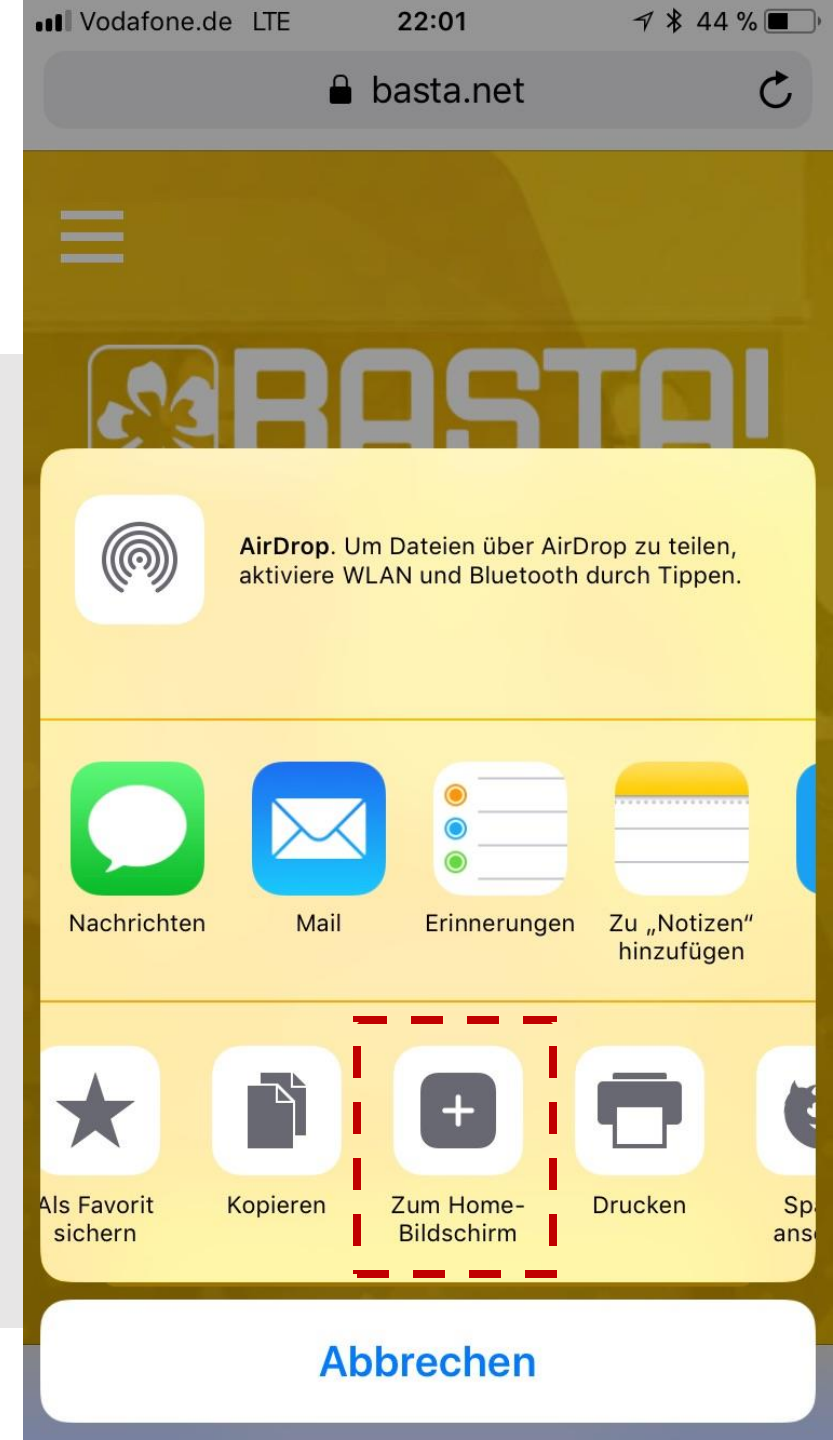 Vodafone.de LTE 22:01 44 %
basta.net
BASTA!
AirDrop. Um Dateien über AirDrop zu teilen,
aktiviere WLAN und Bluetooth durch Tippen.
Nachrichten Mail Erinnerungen Zu „Notizen“
hinzufügen
Als Favorit Kopieren Zum Home- Drucken
sichern Bildschirm
Abbrechen